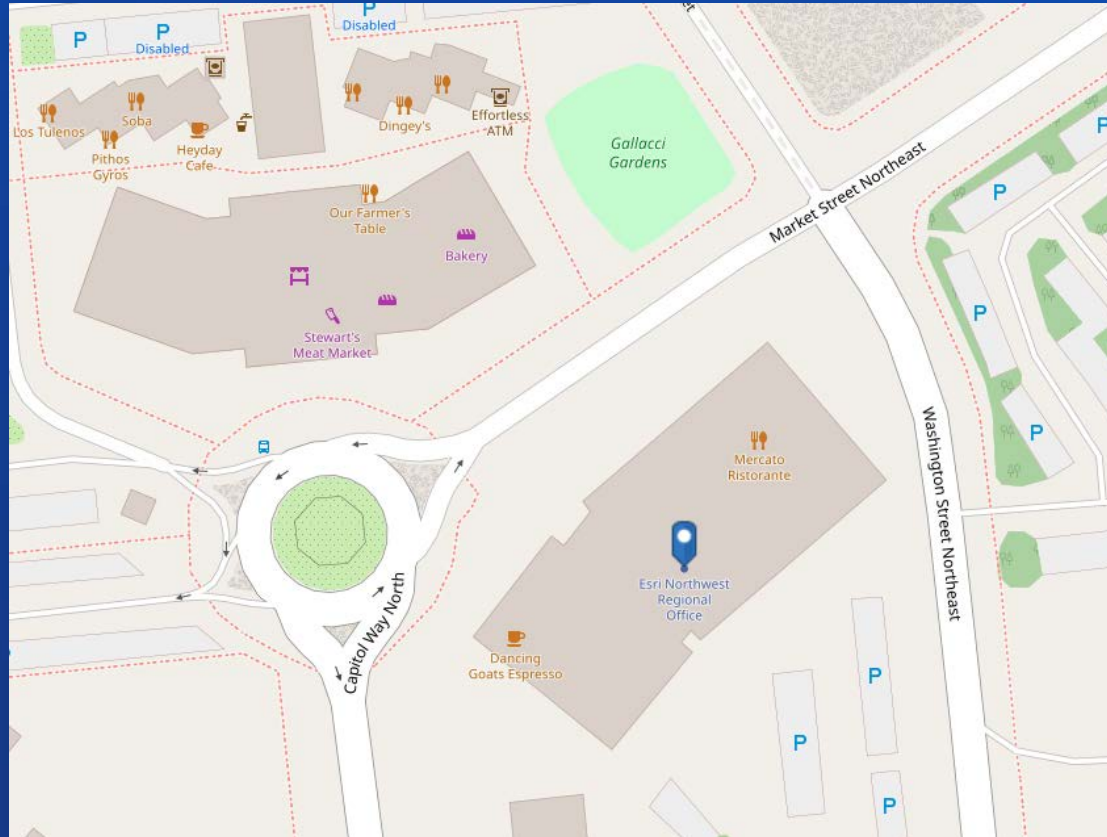 P
P
Disabled
P
Disabled
et
Los Tulenos
Soba
Pithos
Gyros
Heyday
Cafe
Dingey's
Effortless
ATM
Gallacci
Gardens
P
P
Market Street Northeast
Our Farmer's
Table
Bakery
Stewart's
Meat Market
P
P
Washington Street Northeast
Mercato
Ristorante
Esri Northwest
Regional
Office
Capitol Way North
Dancing
Goats Espresso
P
P
P